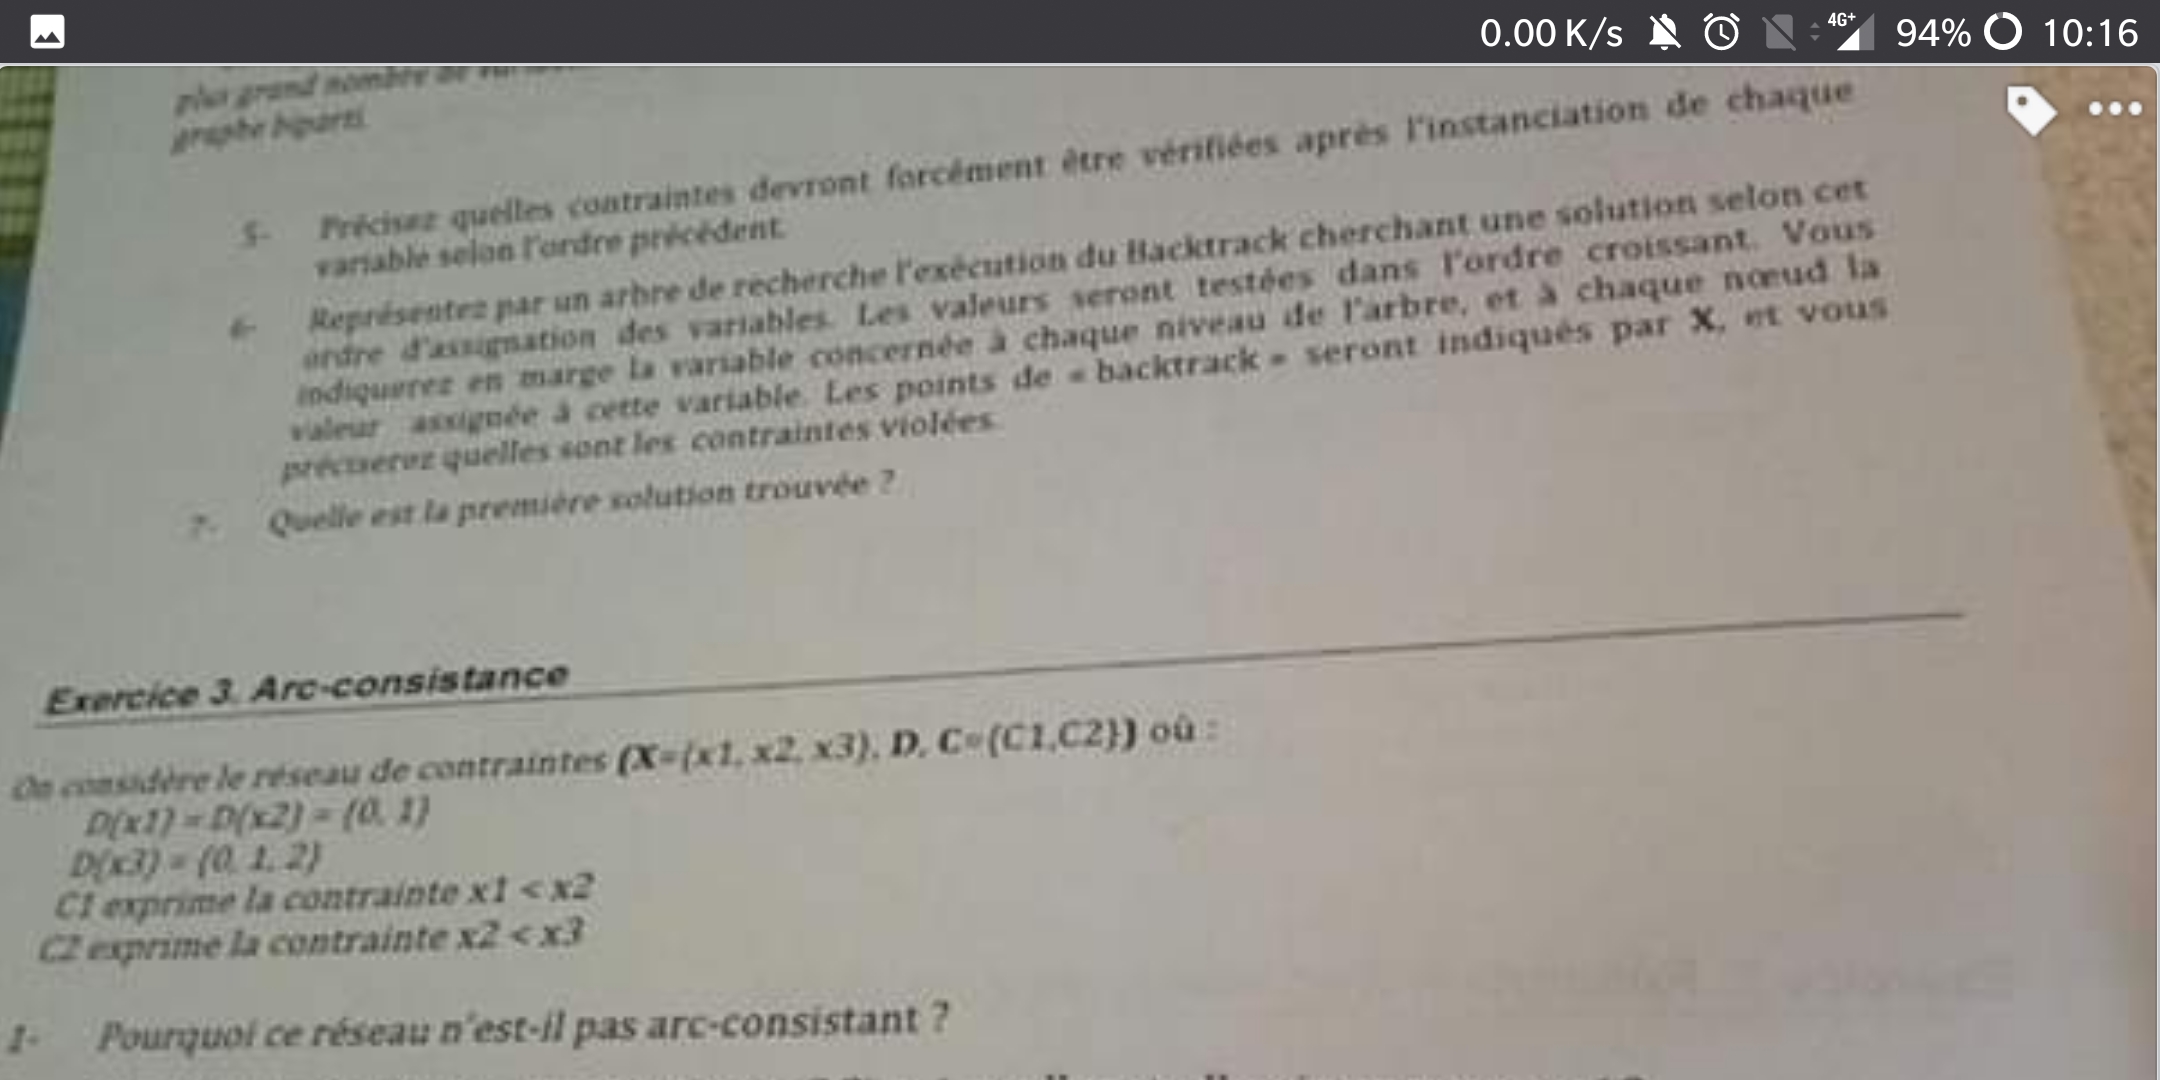 0.00 K/s 4G+ 94% 10:16
plus grand nombre de
graphe biparti.
5- Précisez quelles contraintes devront forcément être vérifiées après l'instanciation de chaque
variable selon l'ordre précédent.
6- Représentez par un arbre de recherche l'exécution du Backtrack cherchant une solution selon cet
ordre d'assignation des variables. Les valeurs seront testées dans l'ordre croissant. Vous
indiquerez en marge la variable concernée à chaque niveau de l'arbre, et à chaque nœud la
valeur assignée à cette variable. Les points de « backtrack » seront indiqués par X, et vous
préciserez quelles sont les contraintes violées.
7- Quelle est la première solution trouvée ?
Exercice 3. Arc-consistance
On considère le réseau de contraintes (X={x1, x2, x3}, D, C={C1,C2}) où :
D(x1) = D(x2) = {0, 1}
D(x3) = {0, 1, 2}
C1 exprime la contrainte x1 < x2
C2 exprime la contrainte x2 < x3
1- Pourquoi ce réseau n'est-il pas arc-consistant ?